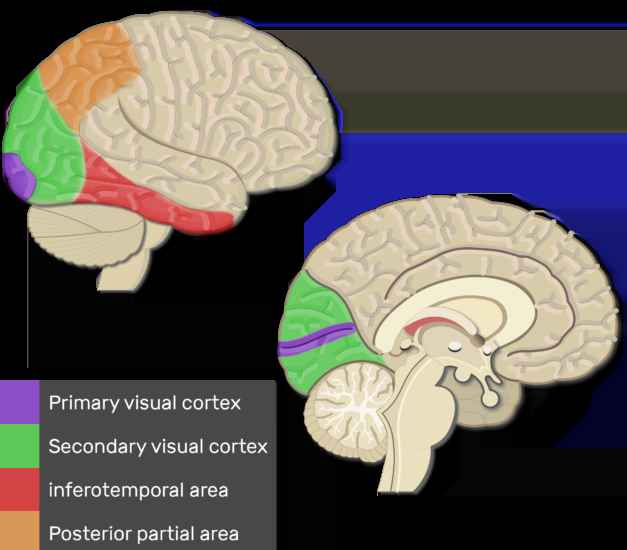 Primary visual cortex
Secondary visual cortex
inferotemporal area
Posterior partial area